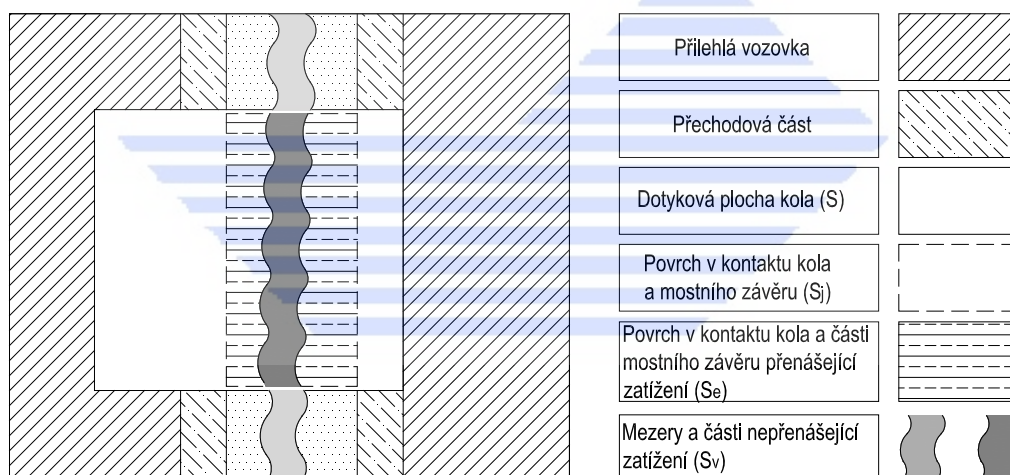 Přilehlá vozovka
Přechodová část
Dotyková plocha kola (S)
Povrch v kontaktu kola
a mostního závěru (Sj)
Povrch v kontaktu kola a části
mostního závěru přenášející
zatížení (Se)
Mezery a části nepřenášející
zatížení (Sv)